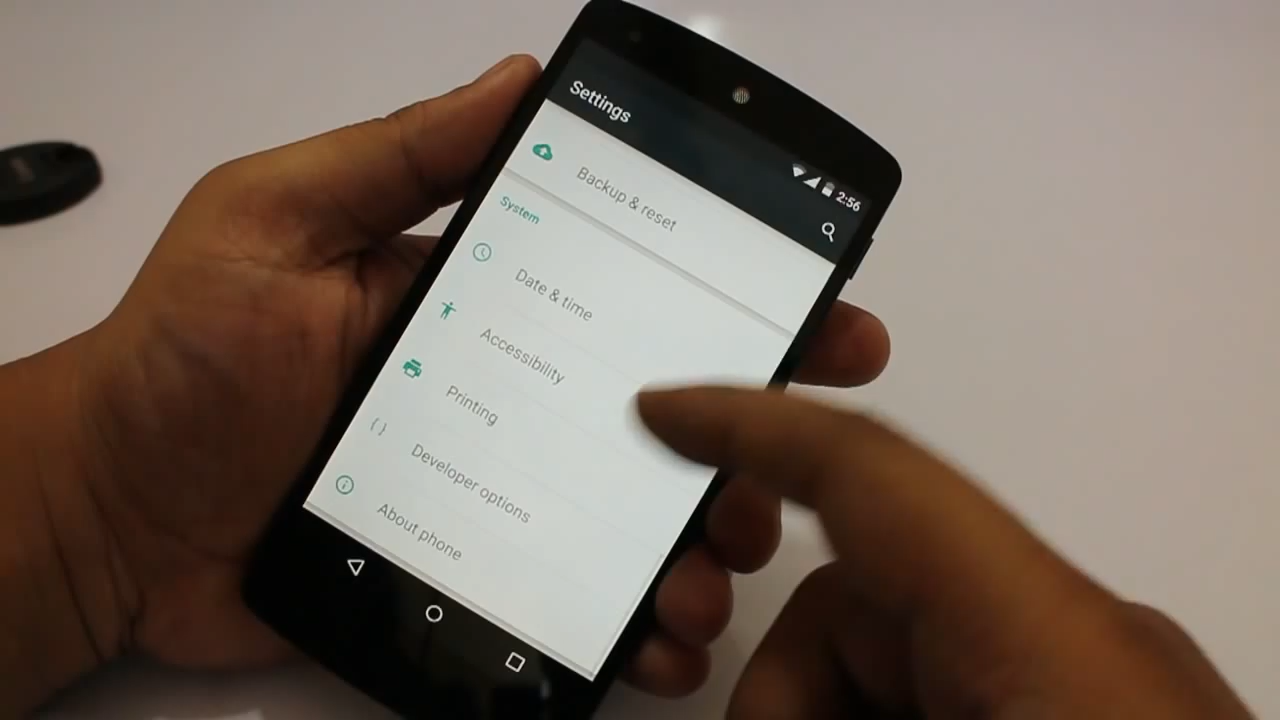 2:56
Settings
Backup & reset
System
Date & time
Accessibility
Printing
Developer options
About phone